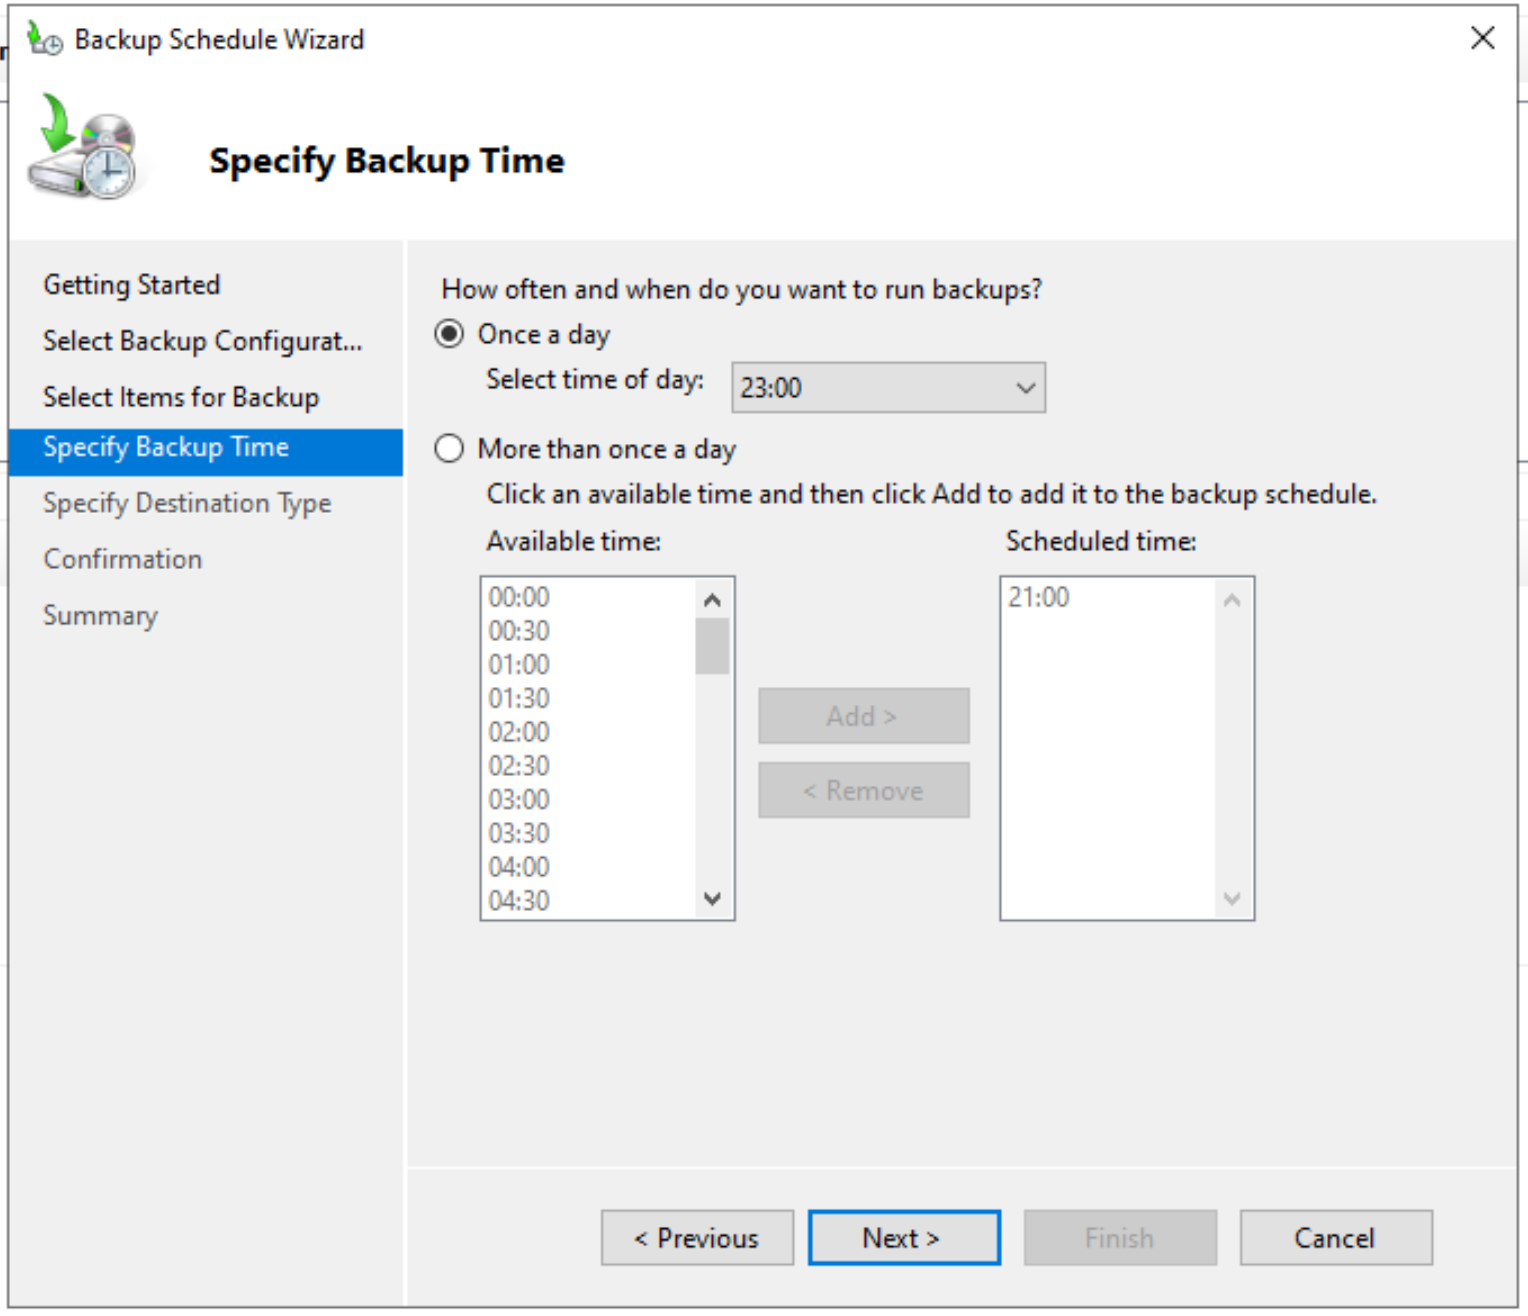 Backup Schedule Wizard
Specify Backup Time
Getting Started
Select Backup Configurat...
Select Items for Backup
Specify Backup Time
Specify Destination Type
Confirmation
Summary
How often and when do you want to run backups?
Once a day
Select time of day: 23:00
More than once a day
Click an available time and then click Add to add it to the backup schedule.
Available time:
00:00
00:30
01:00
01:30
02:00
02:30
03:00
03:30
04:00
04:30
Add >
< Remove
Scheduled time:
21:00
< Previous
Next >
Finish
Cancel